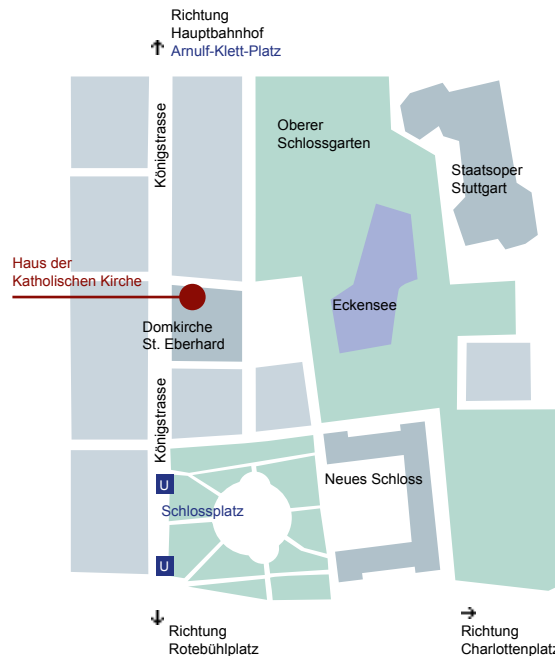 Richtung
Hauptbahnhof
Arnulf-Klett-Platz
Königstrasse
Oberer
Schlossgarten
Staatsoper
Stuttgart
Haus der
Katholischen Kirche
Eckensee
Domkirche
St. Eberhard
Königstrasse
Neues Schloss
U
Schlossplatz
U
Richtung
Rotebühlplatz
Richtung
Charlottenplatz